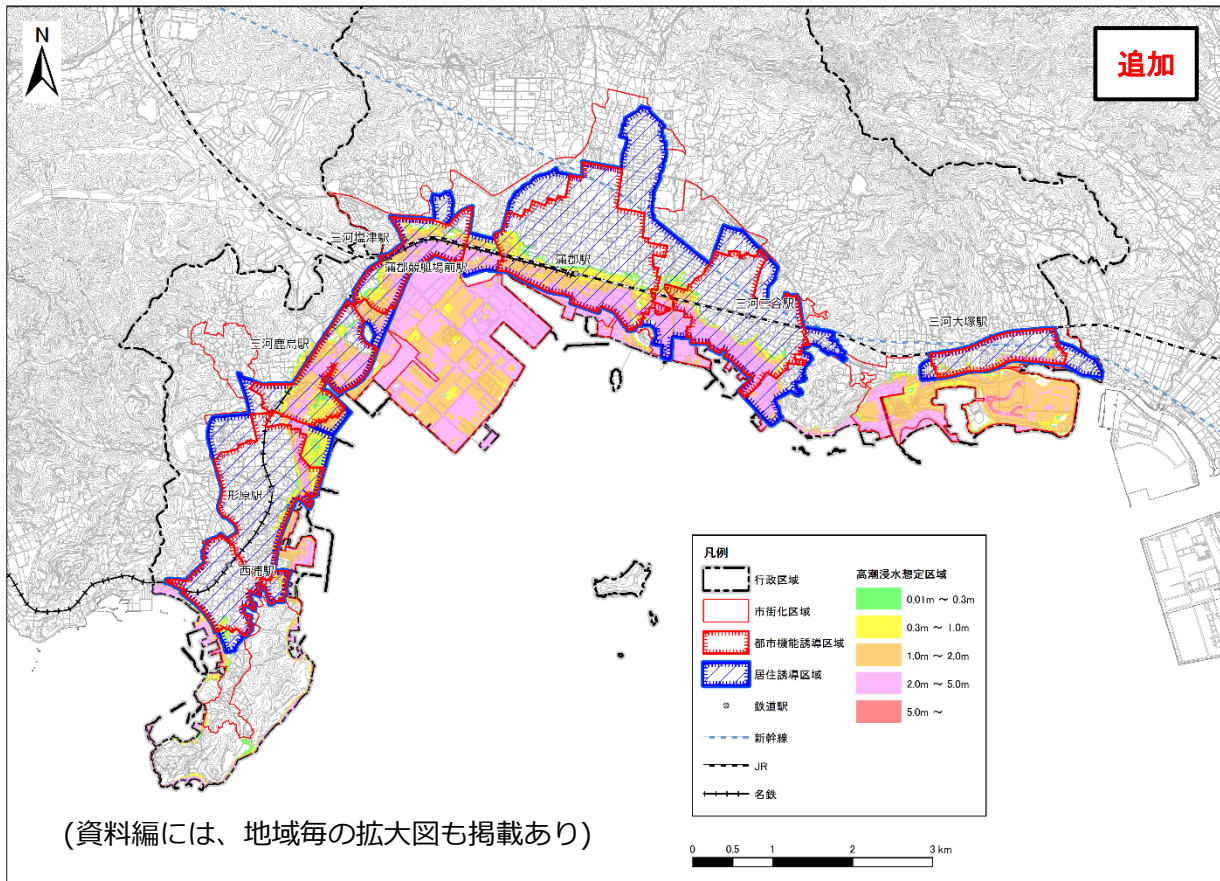 N
追加
三河塩津駅
蒲郡競艇場前駅
蒲郡駅
三河三谷駅
三河大塚駅
三河鹿島駅
形原駅
西浦駅
凡例
行政区域
市街化区域
都市機能誘導区域
居住誘導区域
鉄道駅
新幹線
JR
名鉄
高潮浸水想定区域
0.01m ～ 0.3m
0.3m ～ 1.0m
1.0m ～ 2.0m
2.0m ～ 5.0m
5.0m ～
(資料編には、地域毎の拡大図も掲載あり)
0 0.5 1 2 3 km